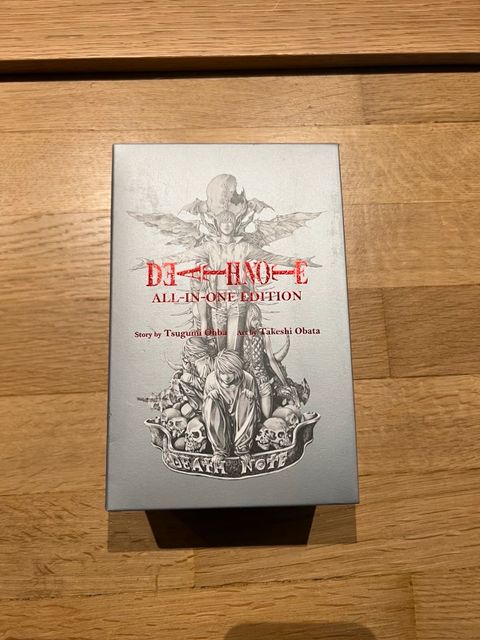 DEATH NOTE
ALL-IN-ONE EDITION
Story by Tsugumi Ohba Art by Takeshi Obata
DEATH NOTE